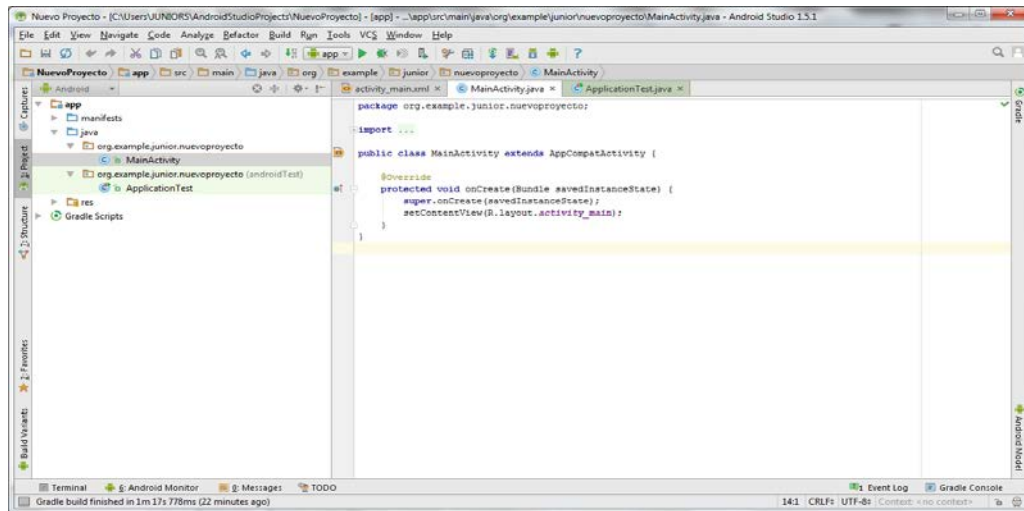 Nuevo Proyecto - [C:\Users\JUNIORS\AndroidStudioProjects\NuevoProyecto] - [app] - ...\app\src\main\java\org\example\junior\nuevoproyecto\MainActivity.java - Android Studio 1.5.1
File Edit View Navigate Code Analyze Refactor Build Run Tools VCS Window Help
app
NuevoProyecto app src main java org example junior nuevoproyecto MainActivity
Android
activity_main.xml MainActivity.java ApplicationTest.java
Captures
1: Project
7: Structure
2: Favorites
Build Variants
app
manifests
java
org.example.junior.nuevoproyecto
MainActivity
org.example.junior.nuevoproyecto (androidTest)
ApplicationTest
res
Gradle Scripts
package org.example.junior.nuevoproyecto;
import ...
public class MainActivity extends AppCompatActivity {
@Override
protected void onCreate(Bundle savedInstanceState) {
super.onCreate(savedInstanceState);
setContentView(R.layout.activity_main);
}
}
Gradle
Android Model
Terminal 6: Android Monitor 0: Messages TODO
1 Event Log Gradle Console
Gradle build finished in 1m 17s 778ms (22 minutes ago)
14:1 CRLF÷ UTF-8÷ Context: <no context>